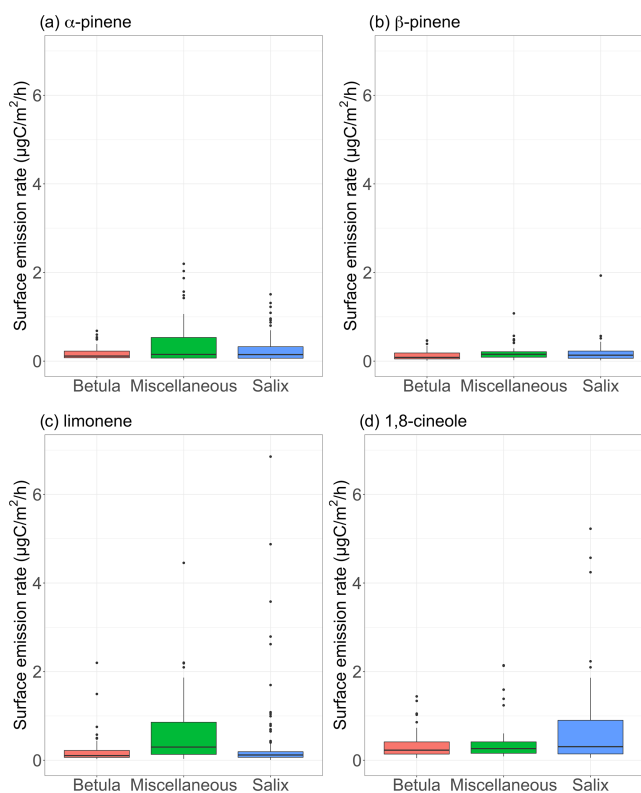 (a) α-pinene
Surface emission rate (µgC/m²/h)
6
4
2
0
Betula Miscellaneous Salix
(b) β-pinene
Surface emission rate (µgC/m²/h)
6
4
2
0
Betula Miscellaneous Salix
(c) limonene
Surface emission rate (µgC/m²/h)
6
4
2
0
Betula Miscellaneous Salix
(d) 1,8-cineole
Surface emission rate (µgC/m²/h)
6
4
2
0
Betula Miscellaneous Salix